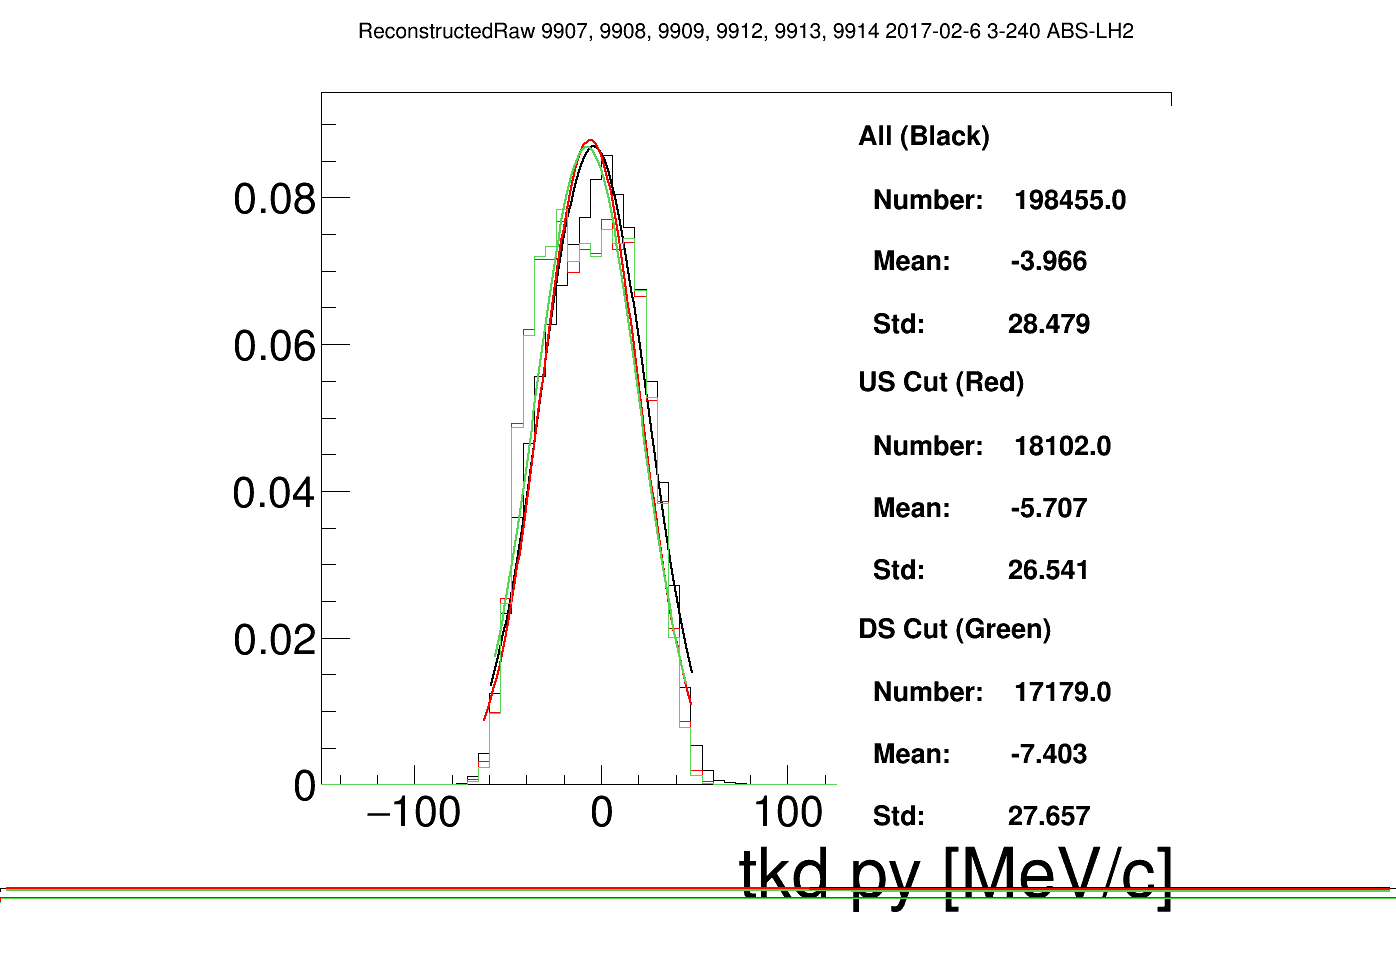 ReconstructedRaw 9907, 9908, 9909, 9912, 9913, 9914 2017-02-6 3-240 ABS-LH2
All (Black)
Number: 198455.0
Mean: -3.966
Std: 28.479
US Cut (Red)
Number: 18102.0
Mean: -5.707
Std: 26.541
DS Cut (Green)
Number: 17179.0
Mean: -7.403
Std: 27.657
0.08
0.06
0.04
0.02
0
−100 0 100
tkd py [MeV/c]